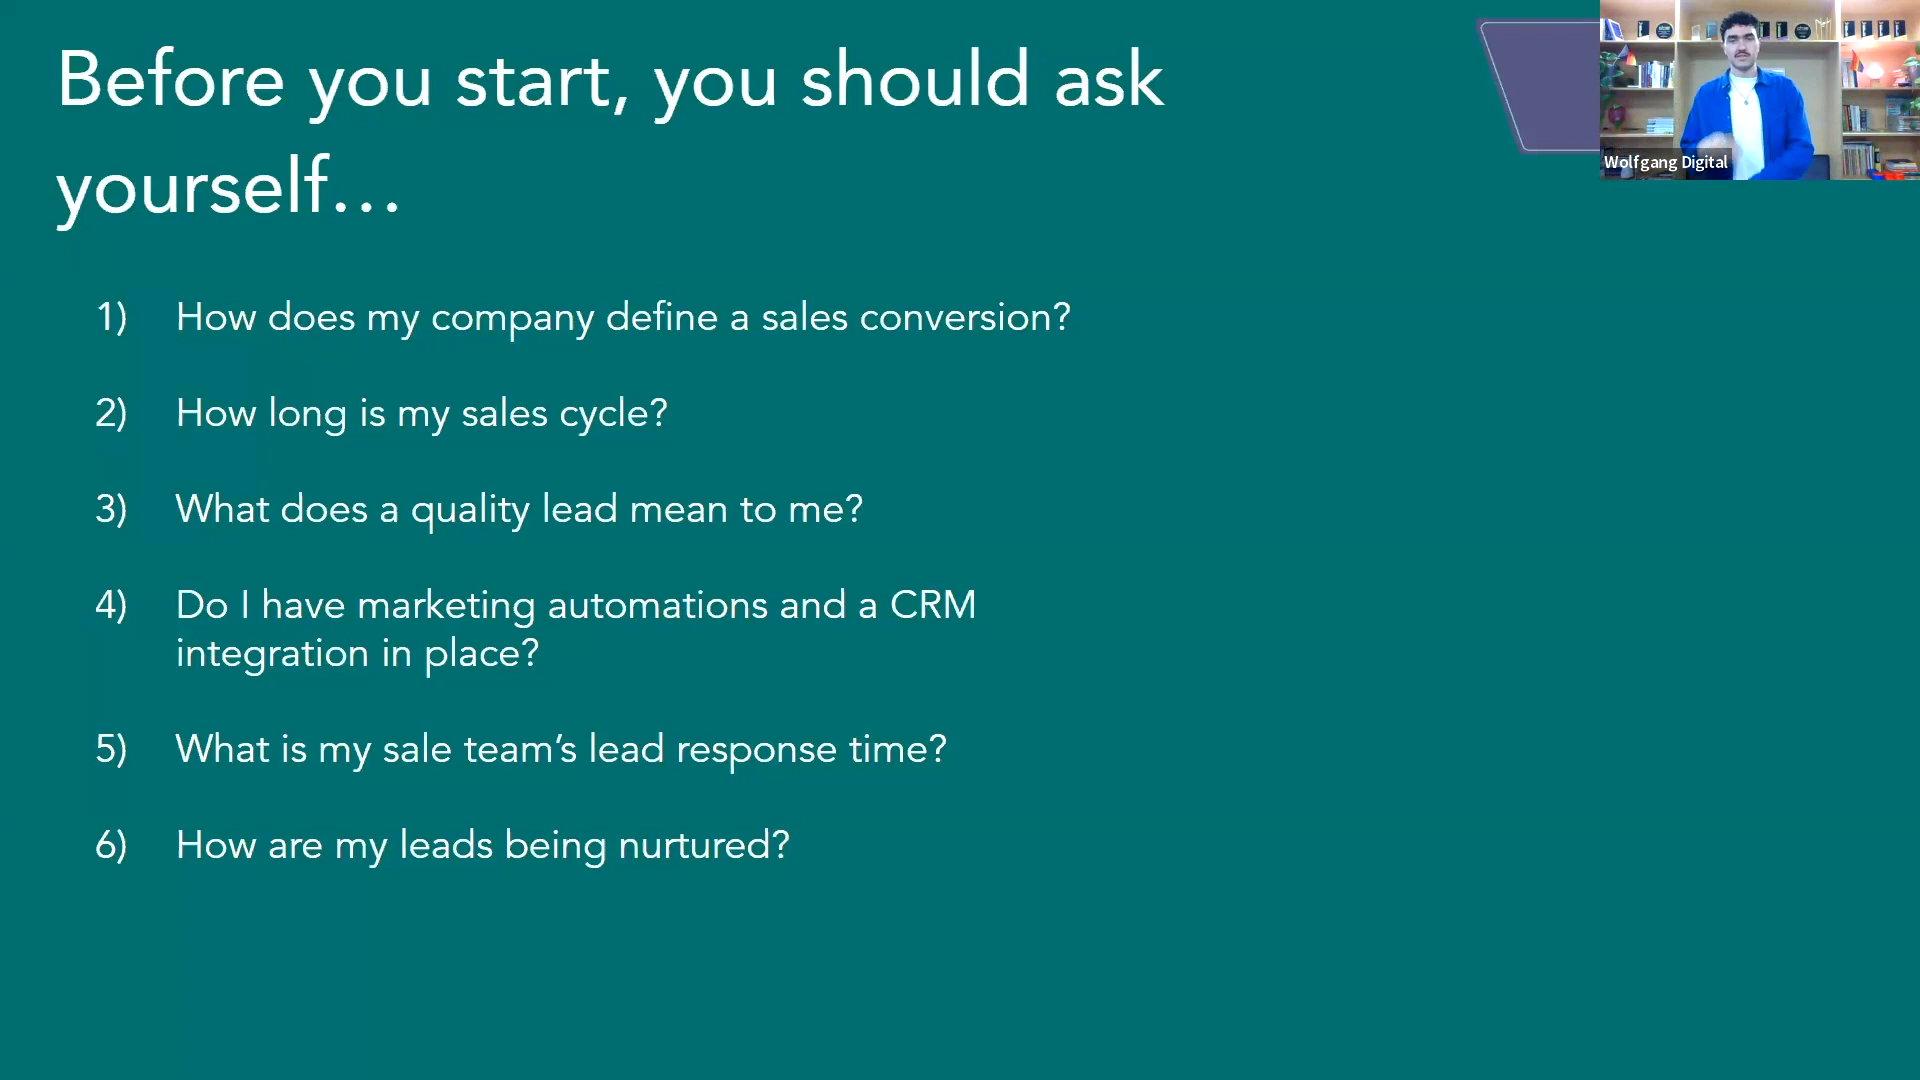 Before you start, you should ask
yourself…
1) How does my company define a sales conversion?
2) How long is my sales cycle?
3) What does a quality lead mean to me?
4) Do I have marketing automations and a CRM
integration in place?
5) What is my sale team’s lead response time?
6) How are my leads being nurtured?
Wolfgang Digital